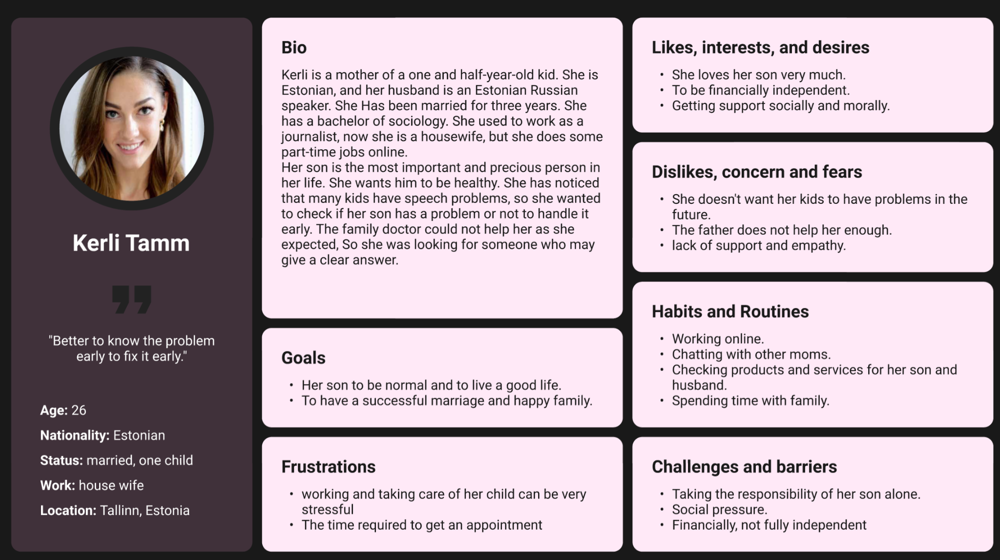 Kerli Tamm
"Better to know the problem
early to fix it early."
Age: 26
Nationality: Estonian
Status: married, one child
Work: house wife
Location: Tallinn, Estonia
Bio
Kerli is a mother of a one and half-year-old kid. She is
Estonian, and her husband is an Estonian Russian
speaker. She Has been married for three years. She
has a bachelor of sociology. She used to work as a
journalist, now she is a housewife, but she does some
part-time jobs online.
Her son is the most important and precious person in
her life. She wants him to be healthy. She has noticed
that many kids have speech problems, so she wanted
to check if her son has a problem or not to handle it
early. The family doctor could not help her as she
expected, So she was looking for someone who may
give a clear answer.
Goals
• Her son to be normal and to live a good life.
• To have a successful marriage and happy family.
Frustrations
• working and taking care of her child can be very
stressful
• The time required to get an appointment
Likes, interests, and desires
• She loves her son very much.
• To be financially independent.
• Getting support socially and morally.
Dislikes, concern and fears
• She doesn't want her kids to have problems in the
future.
• The father does not help her enough.
• lack of support and empathy.
Habits and Routines
• Working online.
• Chatting with other moms.
• Checking products and services for her son and
husband.
• Spending time with family.
Challenges and barriers
• Taking the responsibility of her son alone.
• Social pressure.
• Financially, not fully independent